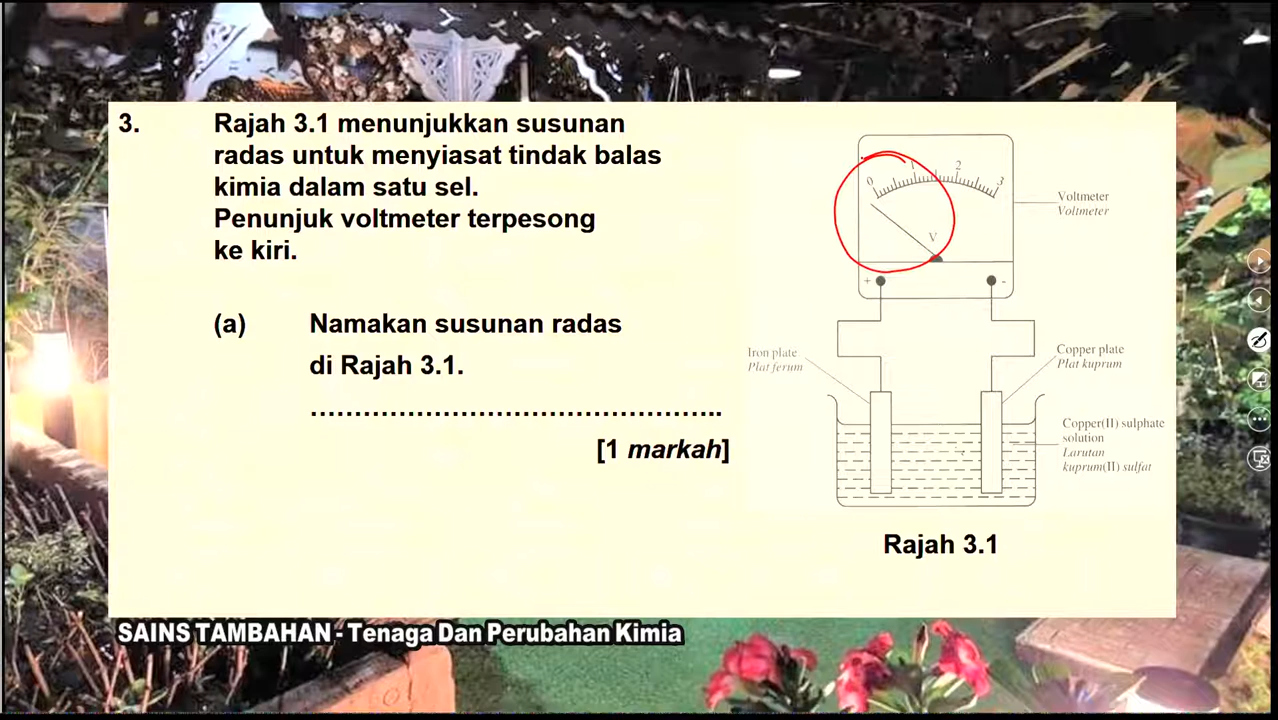 3. Rajah 3.1 menunjukkan susunan
radas untuk menyiasat tindak balas
kimia dalam satu sel.
Penunjuk voltmeter terpesong
ke kiri.
(a) Namakan susunan radas
di Rajah 3.1.
…………………………………………..
[1 markah]
0 1 2 3
V
+ -
Voltmeter
Voltmeter
Iron plate
Plat ferum
Copper plate
Plat kuprum
Copper(II) sulphate
solution
Larutan
kuprum(II) sulfat
Rajah 3.1
SAINS TAMBAHAN - Tenaga Dan Perubahan Kimia